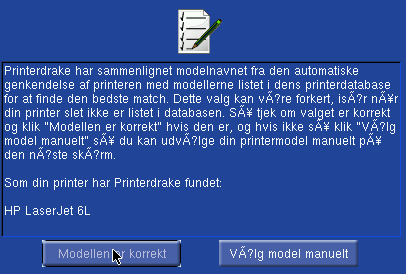 Printerdrake har sammenlignet modelnavnet fra den automatiske
genkendelse af printeren med modellerne listet i dens printerdatabase
for at finde den bedste match. Dette valg kan vÃ?re forkert, isÃ?r nÃ¥r
din printer slet ikke er listet i databasen. SÃ¥ tjek om valget er korrekt
og klik "Modellen er korrekt" hvis den er, og hvis ikke sÃ¥ klik "VÃ?lg
model manuelt" sÃ¥ du kan udvÃ?lge din printermodel manuelt pÃ¥
den nÃ?ste skÃ?rm.
Som din printer har Printerdrake fundet:
HP LaserJet 6L
Modellen er korrekt
VÃ?lg model manuelt